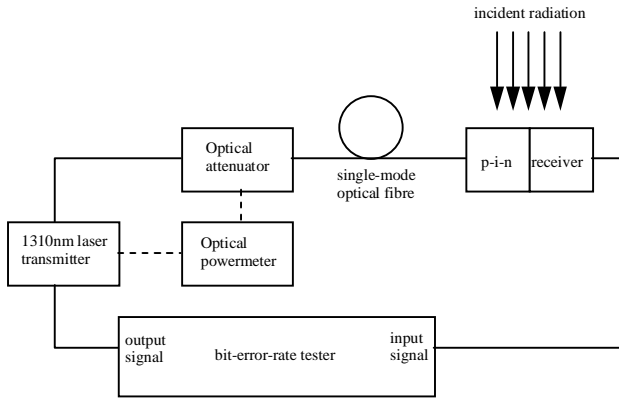 incident radiation
Optical
attenuator
single-mode
optical fibre
p-i-n
receiver
1310nm laser
transmitter
Optical
powermeter
output
signal
bit-error-rate tester
input
signal